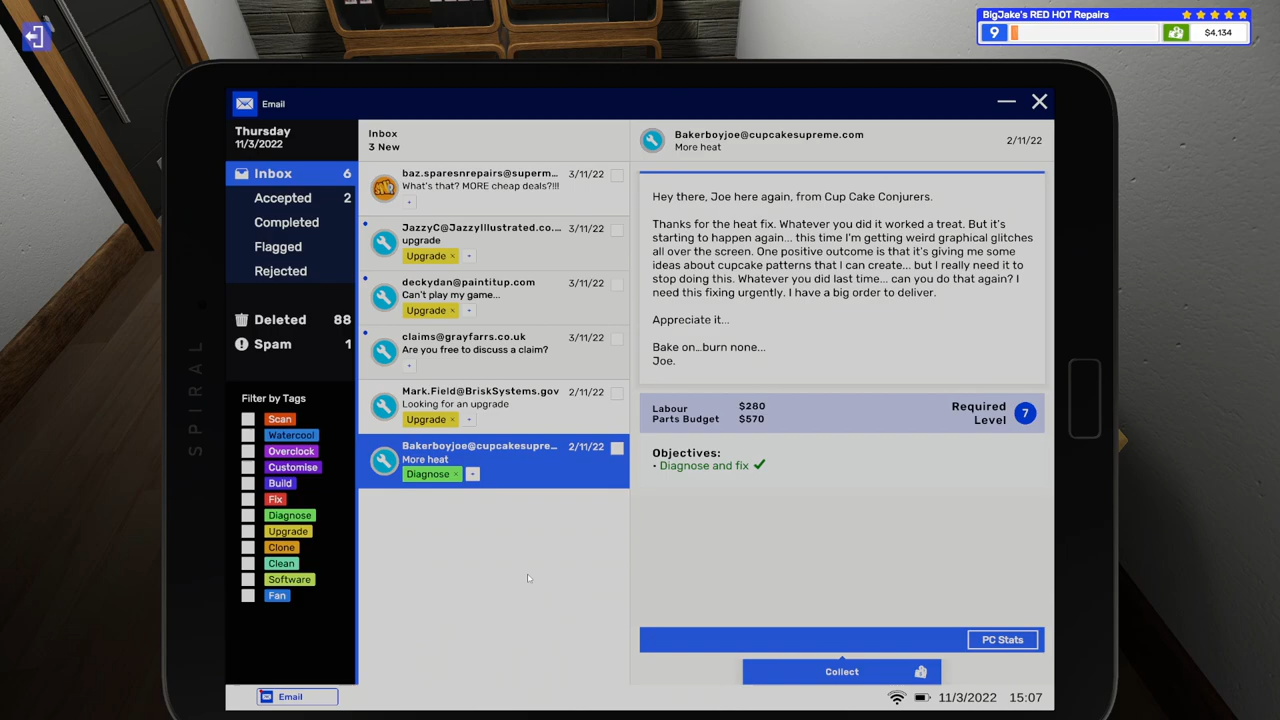 BigJake's RED HOT Repairs
9
$4,134
Email
Thursday
11/3/2022
Inbox 6
Accepted 2
Completed
Flagged
Rejected
Deleted 88
Spam 1
Filter by Tags
Scan
Watercool
Overclock
Customise
Build
Fix
Diagnose
Upgrade
Clone
Clean
Software
Fan
Inbox
3 New
baz.sparesnrepairs@superm... 3/11/22
What's that? MORE cheap deals?!!!
+
JazzyC@JazzyIllustrated.co.... 3/11/22
upgrade
Upgrade × +
deckydan@paintitup.com 3/11/22
Can't play my game...
Upgrade × +
claims@grayfarrs.co.uk 3/11/22
Are you free to discuss a claim?
+
Mark.Field@BriskSystems.gov 2/11/22
Looking for an upgrade
Upgrade × +
Bakerboyjoe@cupcakesupre... 2/11/22
More heat
Diagnose × +
Bakerboyjoe@cupcakesupreme.com
More heat
2/11/22
Hey there, Joe here again, from Cup Cake Conjurers.
Thanks for the heat fix. Whatever you did it worked a treat. But it's
starting to happen again... this time I'm getting weird graphical glitches
all over the screen. One positive outcome is that it's giving me some
ideas about cupcake patterns that I can create... but I really need it to
stop doing this. Whatever you did last time... can you do that again? I
need this fixing urgently. I have a big order to deliver.
Appreciate it...
Bake on...burn none...
Joe.
Labour $280
Parts Budget $570
Required
Level 7
Objectives:
• Diagnose and fix
PC Stats
Collect
Email
11/3/2022 15:07
SPIRAL